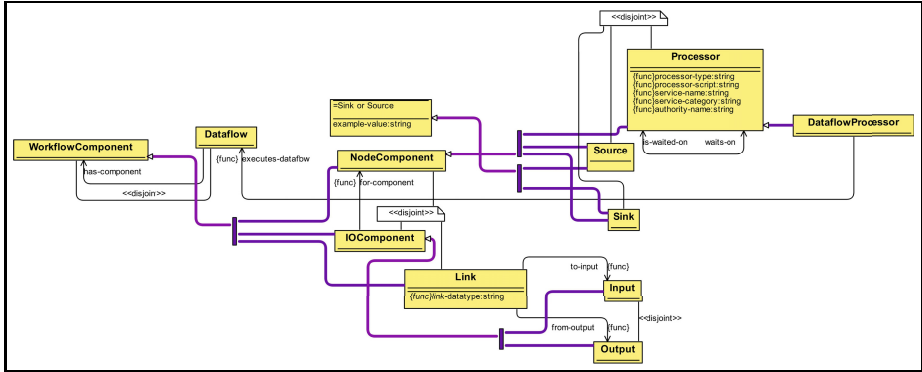 <<disjoint>>
Processor
{func}processor-type:string
{func}processor-script:string
{func}service-name:string
{func}service-category:string
{func}authority-name:string
=Sink or Source
example-value:string
DataflowProcessor
Dataflow
WorkflowComponent
{func} executes-datafbw
is-waited-on
waits-on
NodeComponent
Source
has-component
{func} for-component
<<disjoin>>
<<disjoint>>
Sink
IOComponent
Link
{func}link-datatype:string
to-input
{func}
Input
<<disjoint>>
from-output
{func}
Output